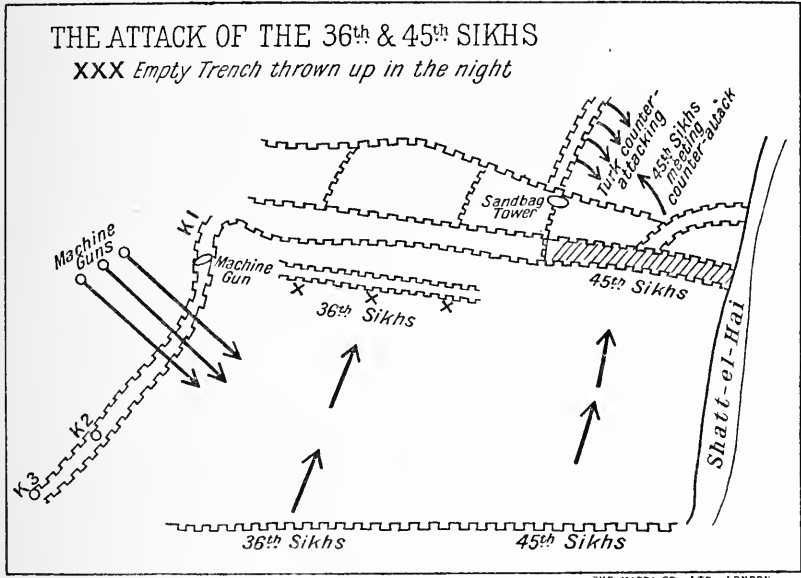 THE ATTACK OF THE 36th & 45th SIKHS
XXX Empty Trench thrown up in the night
Turk counter-
attacking
45th Sikhs
meeting
counter-attack
Sandbag
Tower
K1
Machine
Guns
Machine
Gun
45th Sikhs
X X X
36th Sikhs
Shatt-el-Hai
K2
K3
36th Sikhs
45th Sikhs